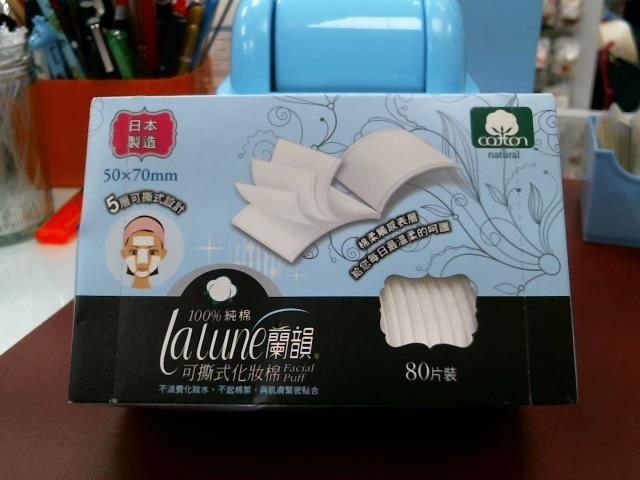 日本
製造
50×70mm
5層可撕式設計
cotton
natural
棉柔觸感表層
給您每日最溫柔的呵護
100%純棉
Lalune 蘭韻®
可撕式化妝棉 Facial Puff
不浪費化妝水，不起棉絮，與肌膚緊密貼合
80片裝